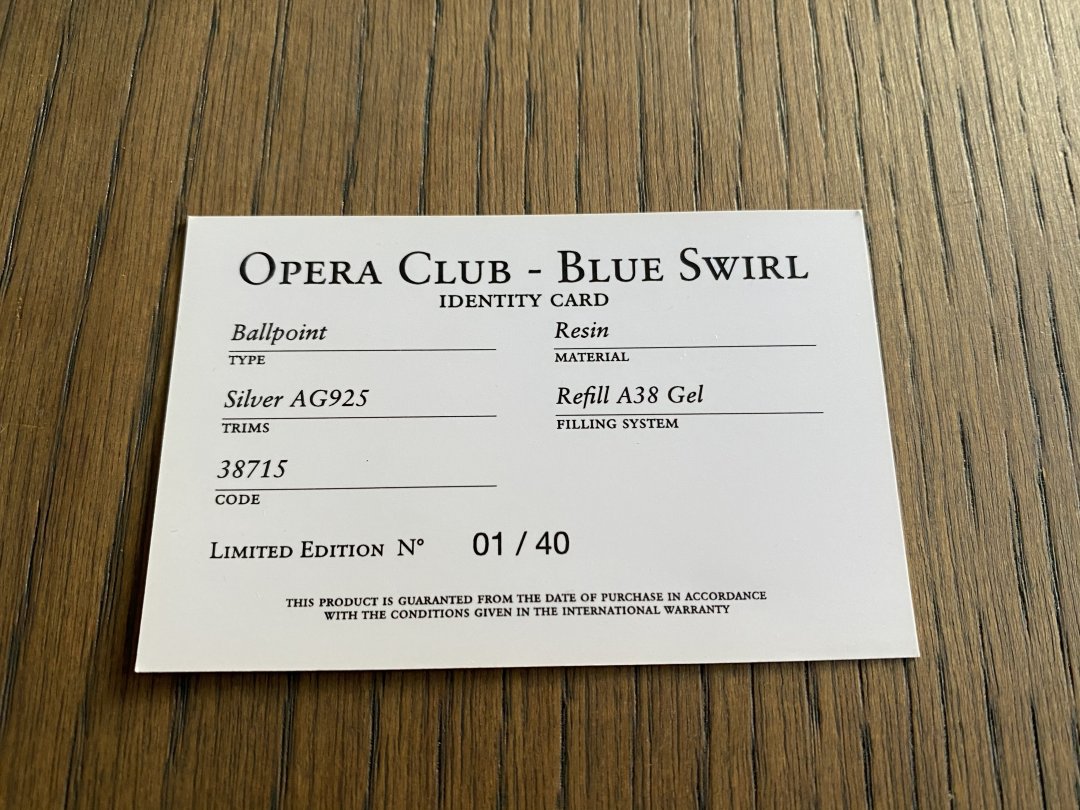 OPERA CLUB - BLUE SWIRL
IDENTITY CARD
Ballpoint
TYPE
Resin
MATERIAL
Silver AG925
TRIMS
Refill A38 Gel
FILLING SYSTEM
38715
CODE
LIMITED EDITION N° 01 / 40
THIS PRODUCT IS GUARANTED FROM THE DATE OF PURCHASE IN ACCORDANCE
WITH THE CONDITIONS GIVEN IN THE INTERNATIONAL WARRANTY